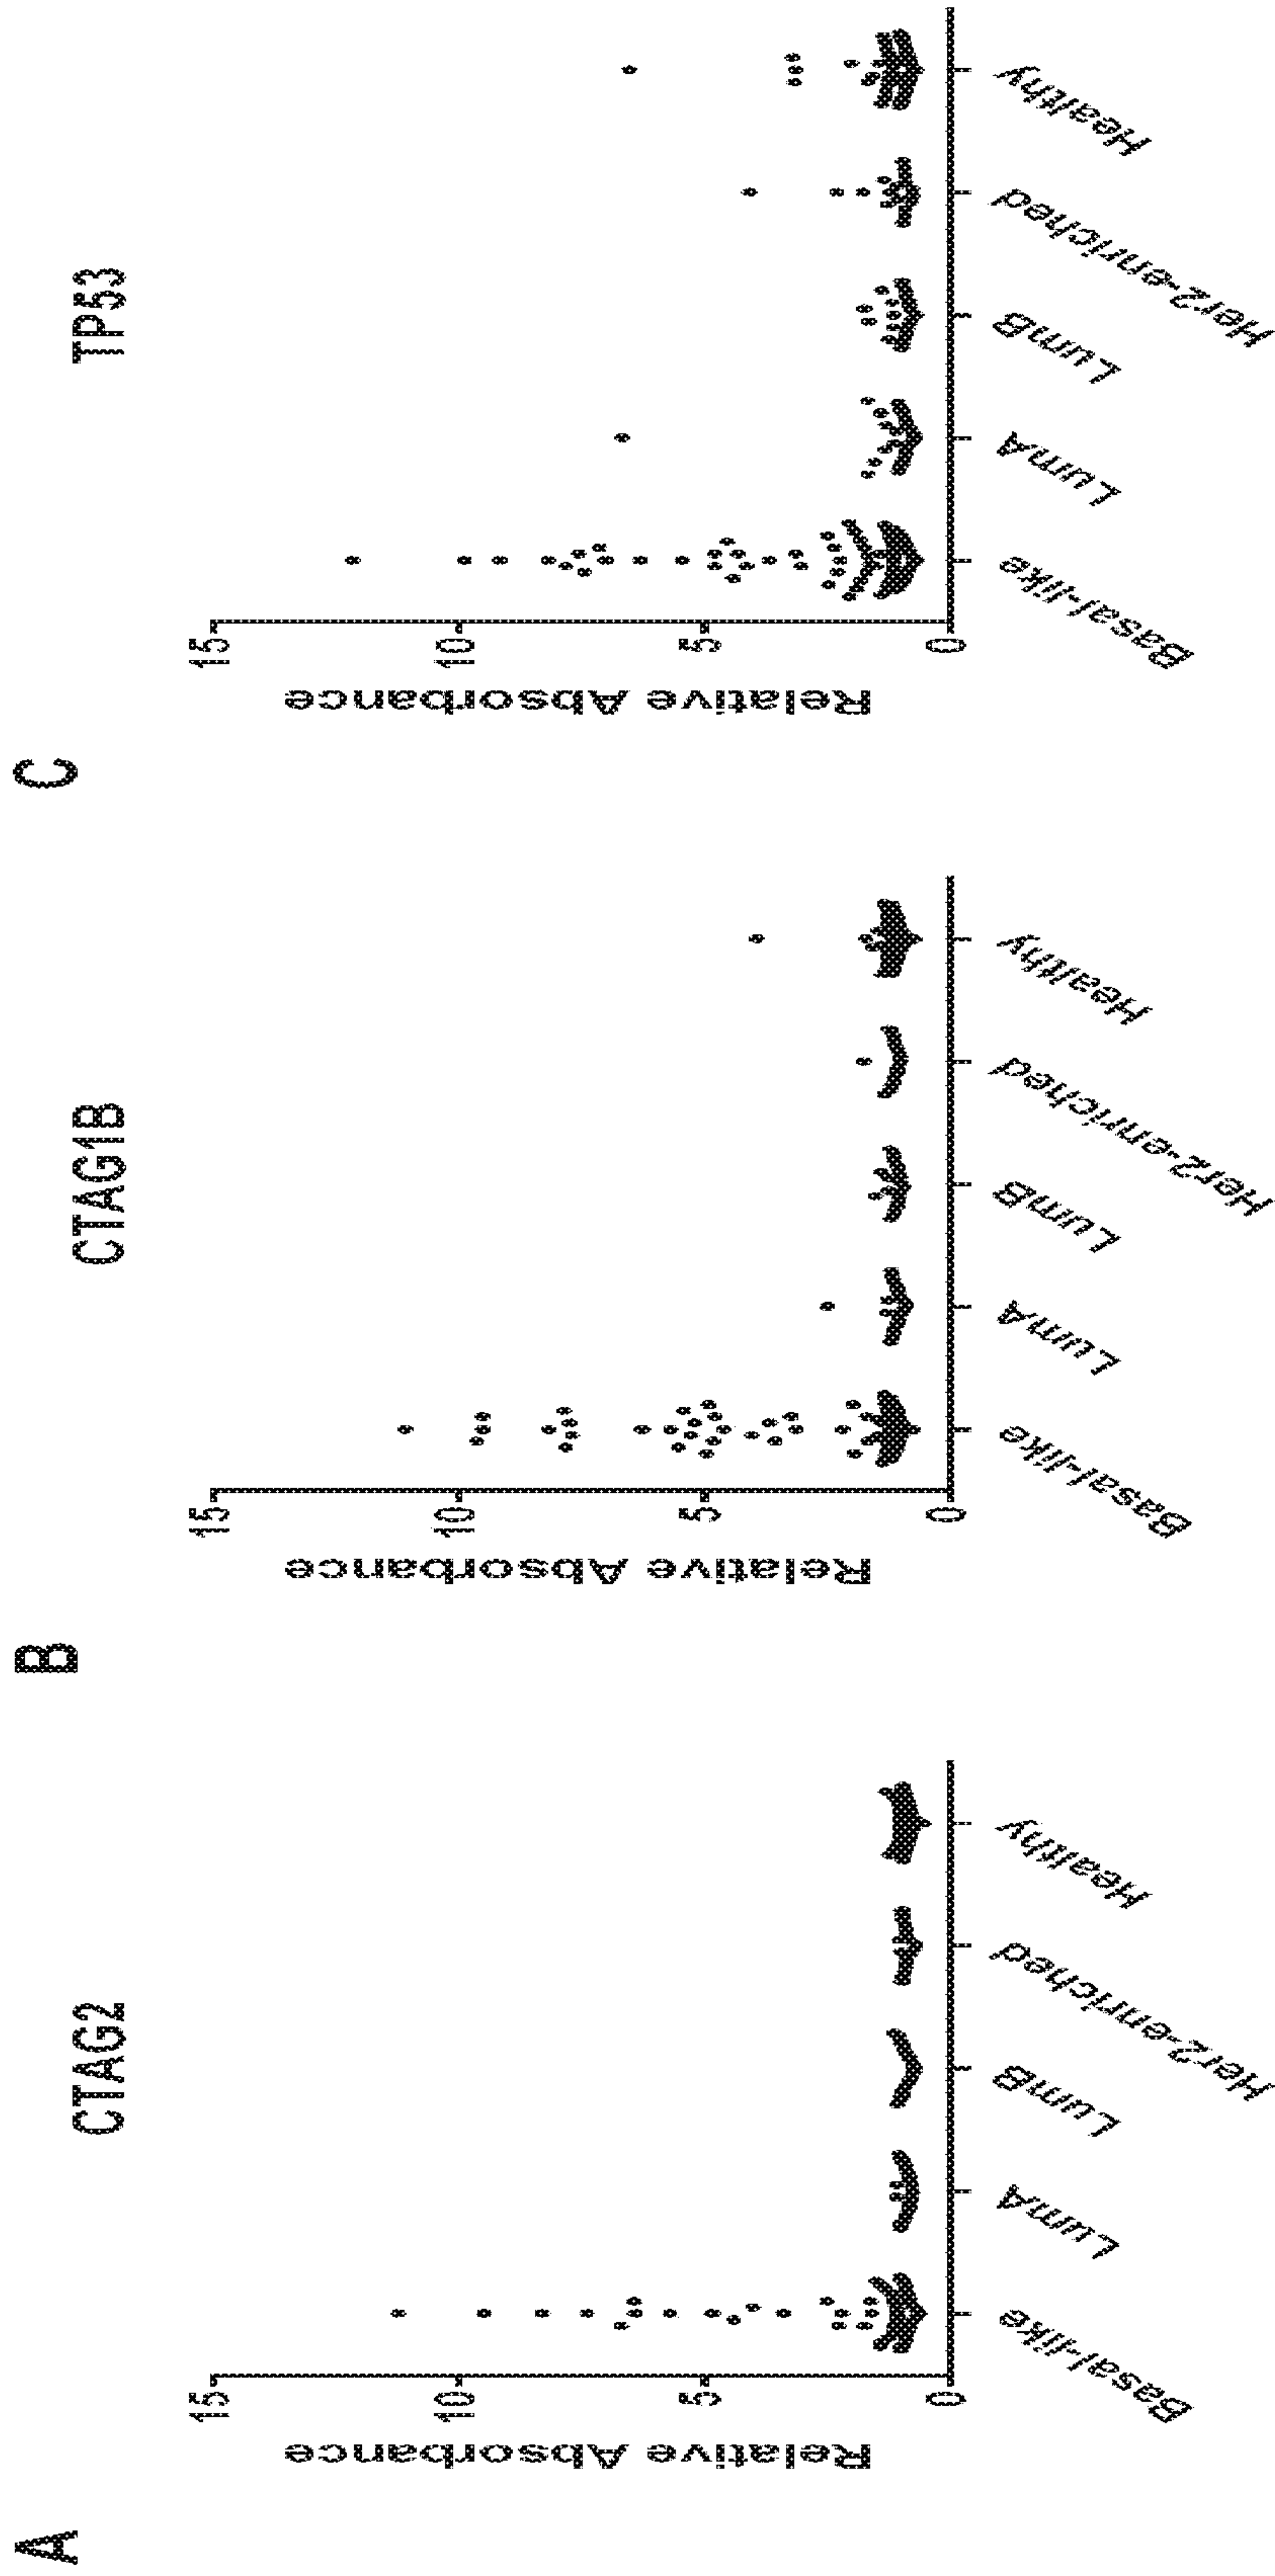 A
CTAG2
Relative Absorbance
15
10
5
0
Basal-like
LumA
LumB
Her2-enriched
Healthy
B
CTAG1B
Relative Absorbance
15
10
5
0
Basal-like
LumA
LumB
Her2-enriched
Healthy
C
TP53
Relative Absorbance
15
10
5
0
Basal-like
LumA
LumB
Her2-enriched
Healthy